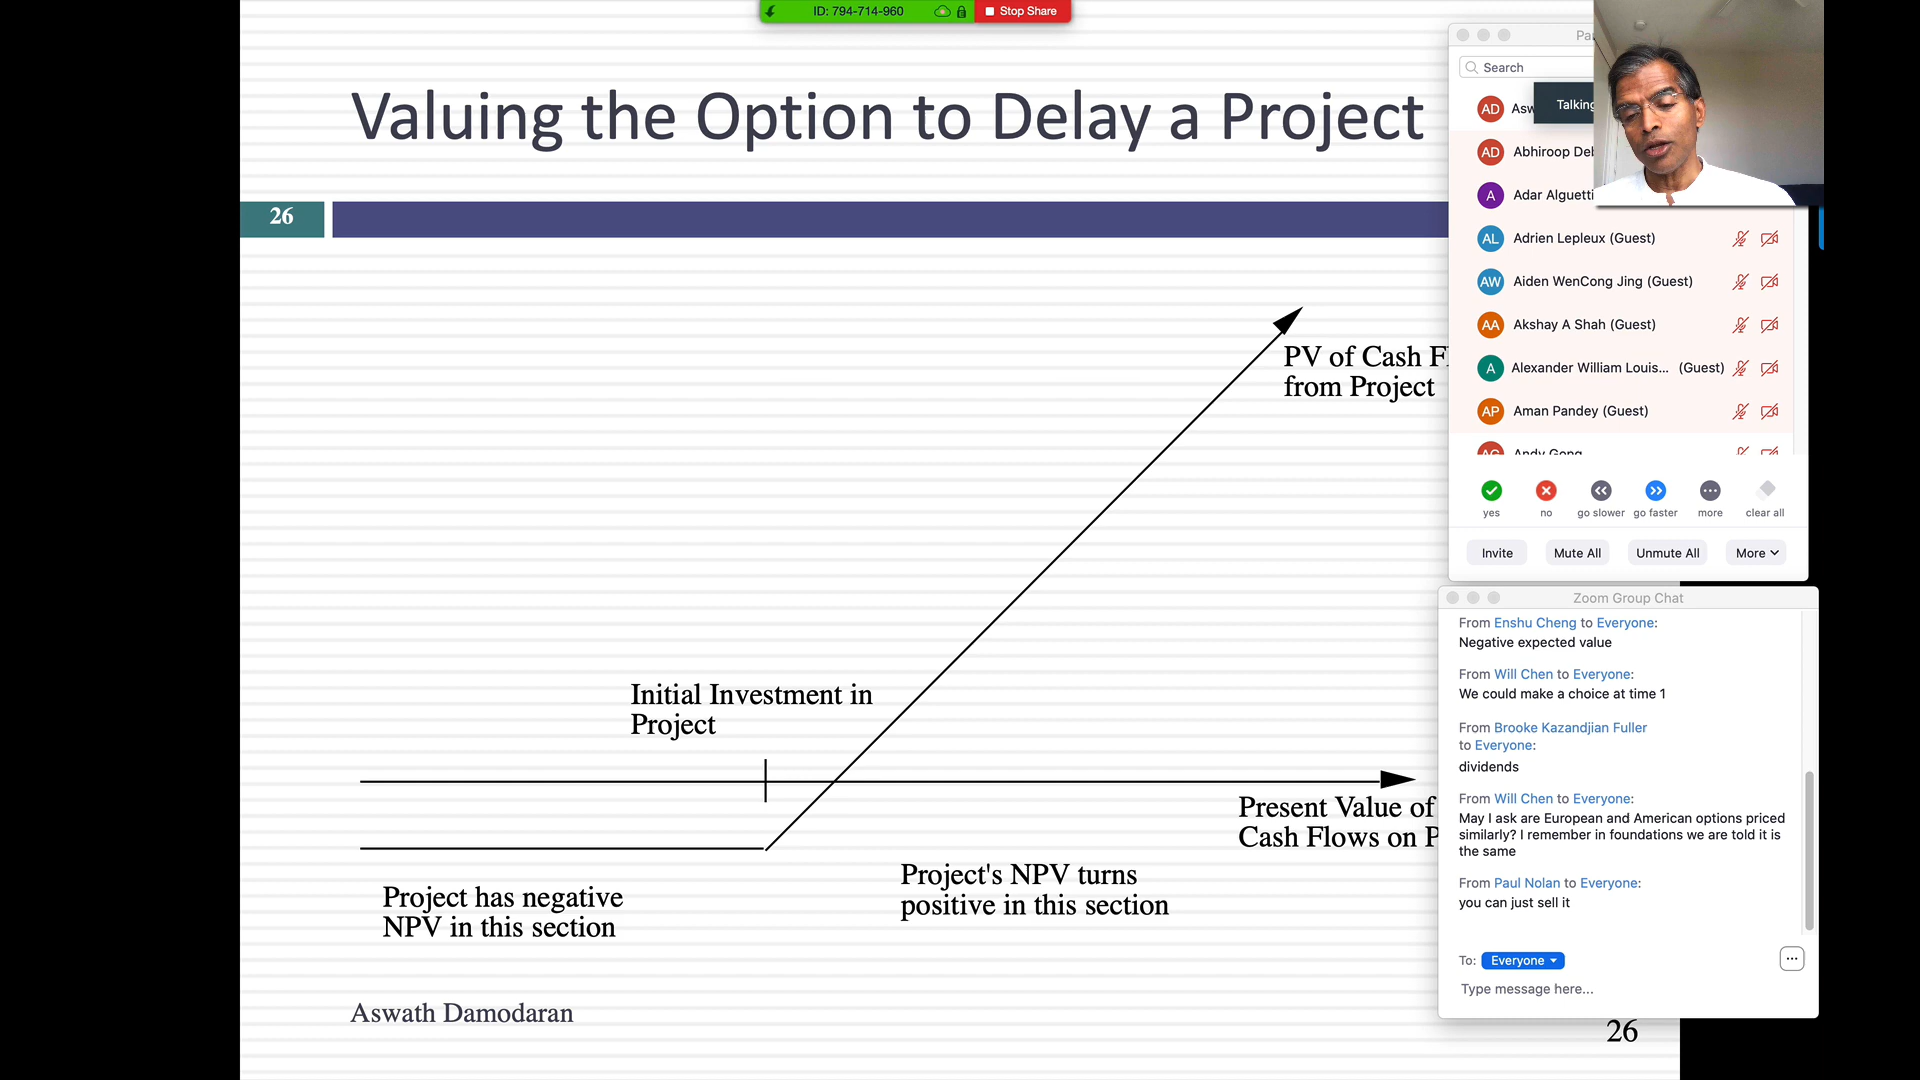 ID: 794-714-960
Stop Share
Valuing the Option to Delay a Project
26
PV of Cash
from Project
Initial Investment in
Project
Present Value of
Cash Flows on
Project's NPV turns
positive in this section
Project has negative
NPV in this section
Aswath Damodaran
26
Search
Talking
AD
AD Abhiroop
A Adar Alguetti
AL Adrien Lepleux (Guest)
AW Aiden WenCong Jing (Guest)
AA Akshay A Shah (Guest)
A Alexander William Louis... (Guest)
AP Aman Pandey (Guest)
Andy Gong
yes no go slower go faster more clear all
Invite Mute All Unmute All More
Zoom Group Chat
From Enshu Cheng to Everyone:
Negative expected value
From Will Chen to Everyone:
We could make a choice at time 1
From Brooke Kazandjian Fuller
to Everyone:
dividends
From Will Chen to Everyone:
May I ask are European and American options priced
similarly? I remember in foundations we are told it is
the same
From Paul Nolan to Everyone:
you can just sell it
To: Everyone
Type message here...